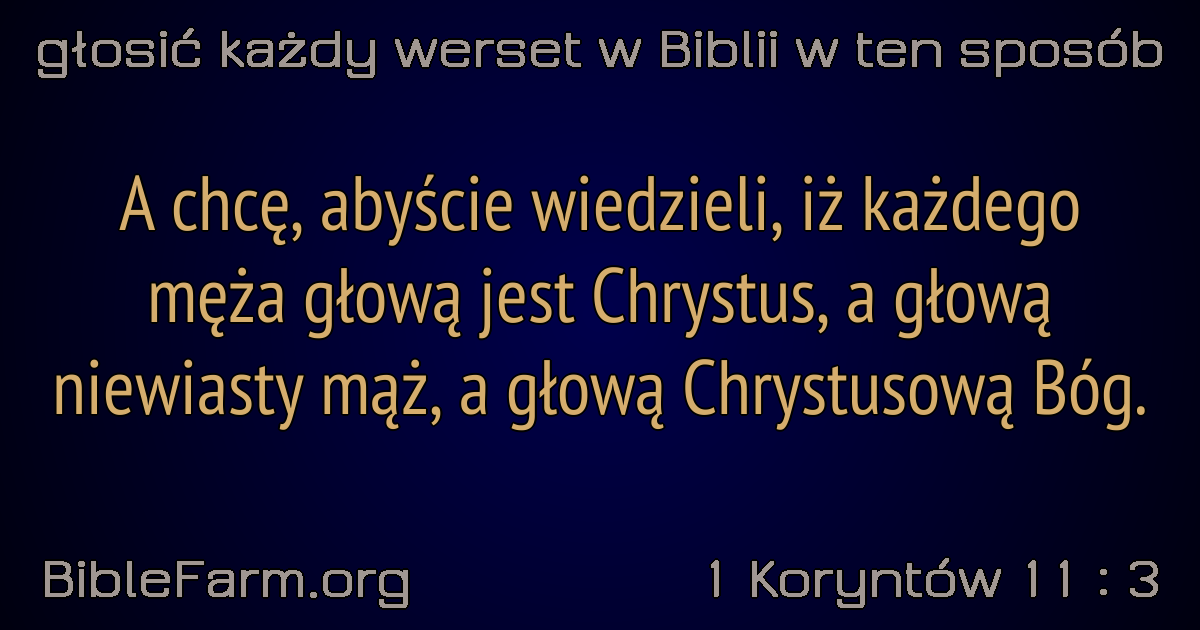 głosić każdy werset w Biblii w ten sposób
A chcę, abyście wiedzieli, iż każdego
męża głową jest Chrystus, a głową
niewiasty mąż, a głową Chrystusową Bóg.
BibleFarm.org
1 Koryntów 11 : 3